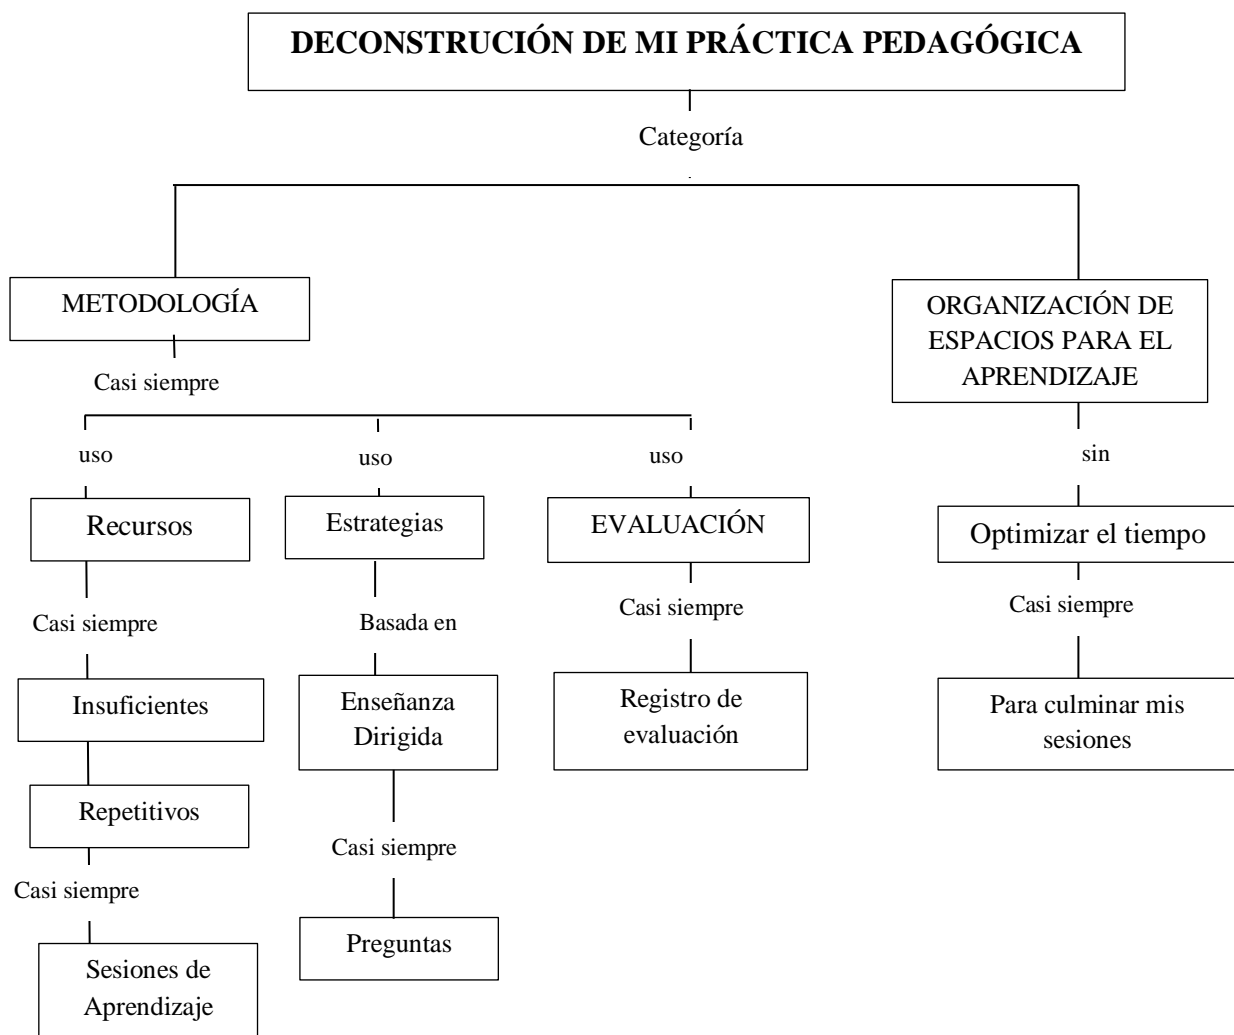 DECONSTRUCIÓN DE MI PRÁCTICA PEDAGÓGICA
Categoría
METODOLOGÍA
ORGANIZACIÓN DE
ESPACIOS PARA EL
APRENDIZAJE
Casi siempre
uso
uso
uso
sin
Recursos
Estrategias
EVALUACIÓN
Optimizar el tiempo
Casi siempre
Basada en
Casi siempre
Casi siempre
Insuficientes
Enseñanza
Dirigida
Registro de
evaluación
Para culminar mis
sesiones
Repetitivos
Casi siempre
Casi siempre
Preguntas
Sesiones de
Aprendizaje